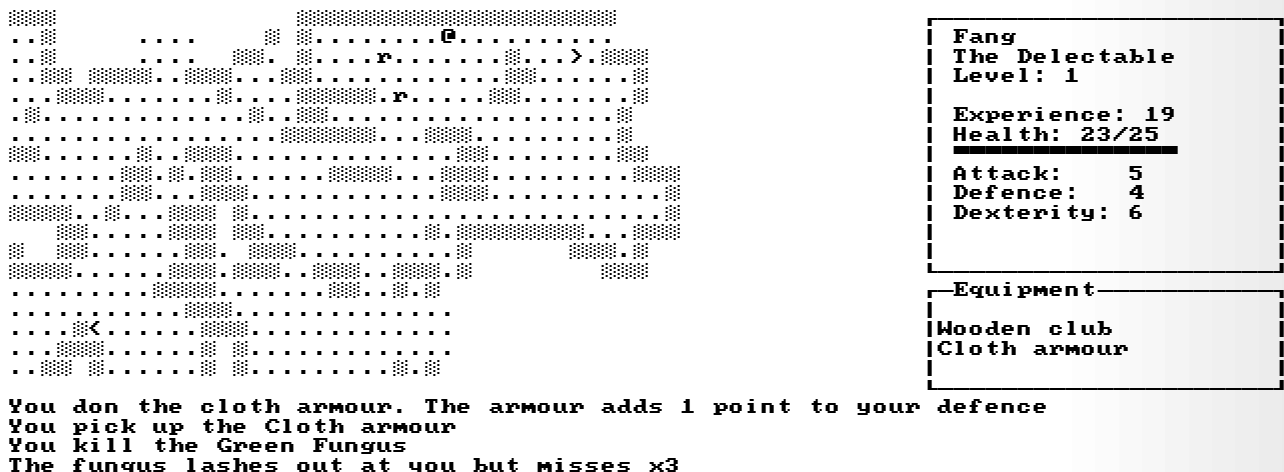 Fang
The Delectable
Level: 1
Experience: 19
Health: 23/25
Attack: 5
Defence: 4
Dexterity: 6
Equipment
Wooden club
Cloth armour
You don the cloth armour. The armour adds 1 point to your defence
You pick up the Cloth armour
You kill the Green Fungus
The fungus lashes out at you but misses x3